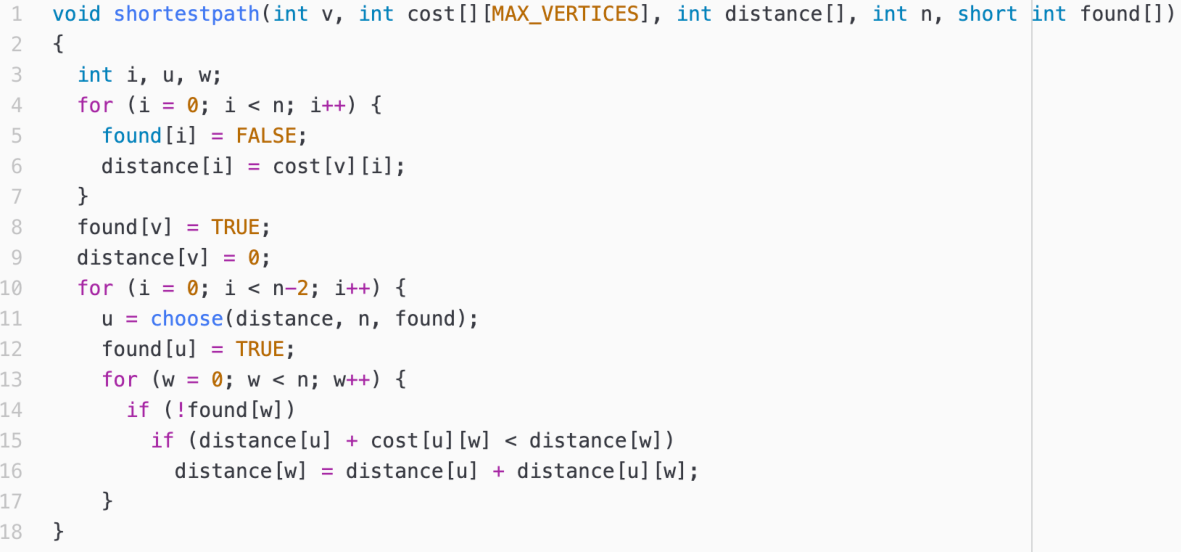 1 void shortestpath(int v, int cost[][MAX_VERTICES], int distance[], int n, short int found[])
2 {
3   int i, u, w;
4   for (i = 0; i < n; i++) {
5     found[i] = FALSE;
6     distance[i] = cost[v][i];
7   }
8   found[v] = TRUE;
9   distance[v] = 0;
10   for (i = 0; i < n-2; i++) {
11     u = choose(distance, n, found);
12     found[u] = TRUE;
13     for (w = 0; w < n; w++) {
14       if (!found[w])
15         if (distance[u] + cost[u][w] < distance[w])
16           distance[w] = distance[u] + distance[u][w];
17     }
18 }